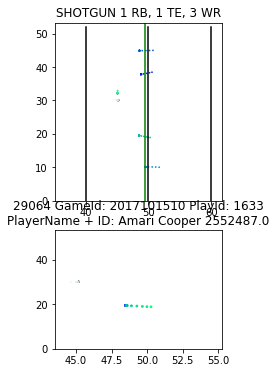 SHOTGUN 1 RB, 1 TE, 3 WR
50
40
30
20
10
0
40 50 60
29064 GameId: 2017101510 PlayId: 1633
PlayerName + ID: Amari Cooper 2552487.0
40
20
0
45.0 47.5 50.0 52.5 55.0